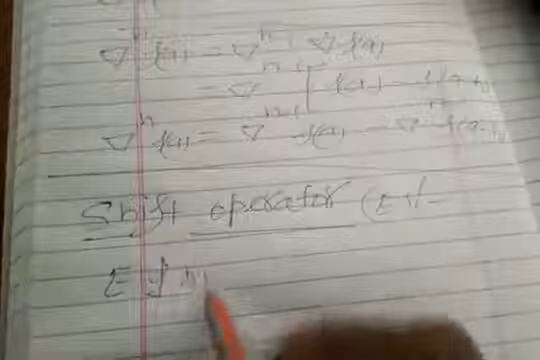 ∇ⁿ f(a) = ∇ⁿ⁻¹ ∇ f(a)
= ∇ⁿ⁻¹ [ f(a) - f(a-h)
∇ⁿ f(a) = ∇ⁿ⁻¹ f(a) - ∇ⁿ⁻¹ f(a-h)
Shift operator (E)
E